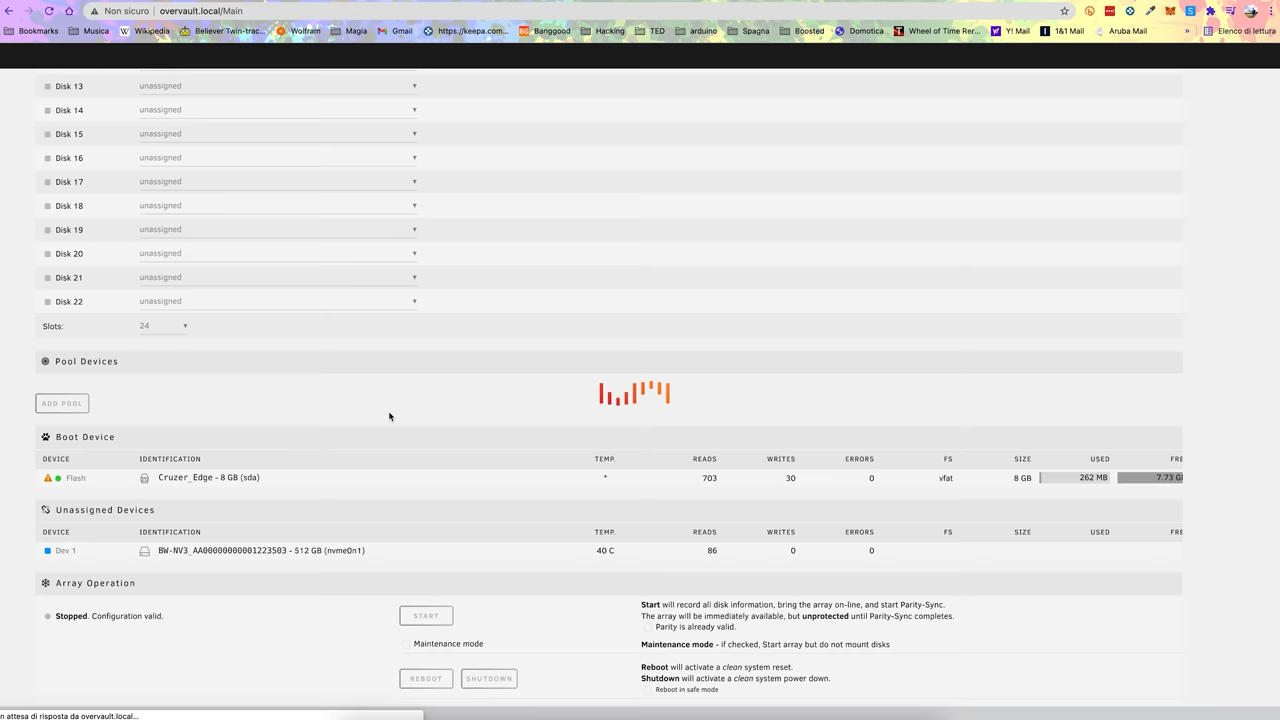 Non sicuro | overvault.local/Main
Bookmarks Musica Wikipedia Believer Twin-trac... Wolfram Magia Gmail https://keepa.com... Banggood Hacking TED arduino Spagna Boosted Domotica Wheel of Time Rer... Y! Mail 1&1 Mail Aruba Mail » Elenco di lettura
Disk 13 unassigned
Disk 14 unassigned
Disk 15 unassigned
Disk 16 unassigned
Disk 17 unassigned
Disk 18 unassigned
Disk 19 unassigned
Disk 20 unassigned
Disk 21 unassigned
Disk 22 unassigned
Slots: 24
Pool Devices
ADD POOL
Boot Device
DEVICE IDENTIFICATION TEMP. READS WRITES ERRORS FS SIZE USED FRE
Flash Cruzer_Edge - 8 GB (sda) * 703 30 0 vfat 8 GB 262 MB 7.73 G
Unassigned Devices
DEVICE IDENTIFICATION TEMP. READS WRITES ERRORS FS SIZE USED FRE
Dev 1 BW-NV3_AA00000000001223503 - 512 GB (nvme0n1) 40 C 86 0 0
Array Operation
Stopped. Configuration valid.
START
Start will record all disk information, bring the array on-line, and start Parity-Sync.
The array will be immediately available, but unprotected until Parity-Sync completes.
Parity is already valid.
Maintenance mode
Maintenance mode - if checked, Start array but do not mount disks
REBOOT SHUTDOWN
Reboot will activate a clean system reset.
Shutdown will activate a clean system power down.
Reboot in safe mode
n attesa di risposta da overvault.local...